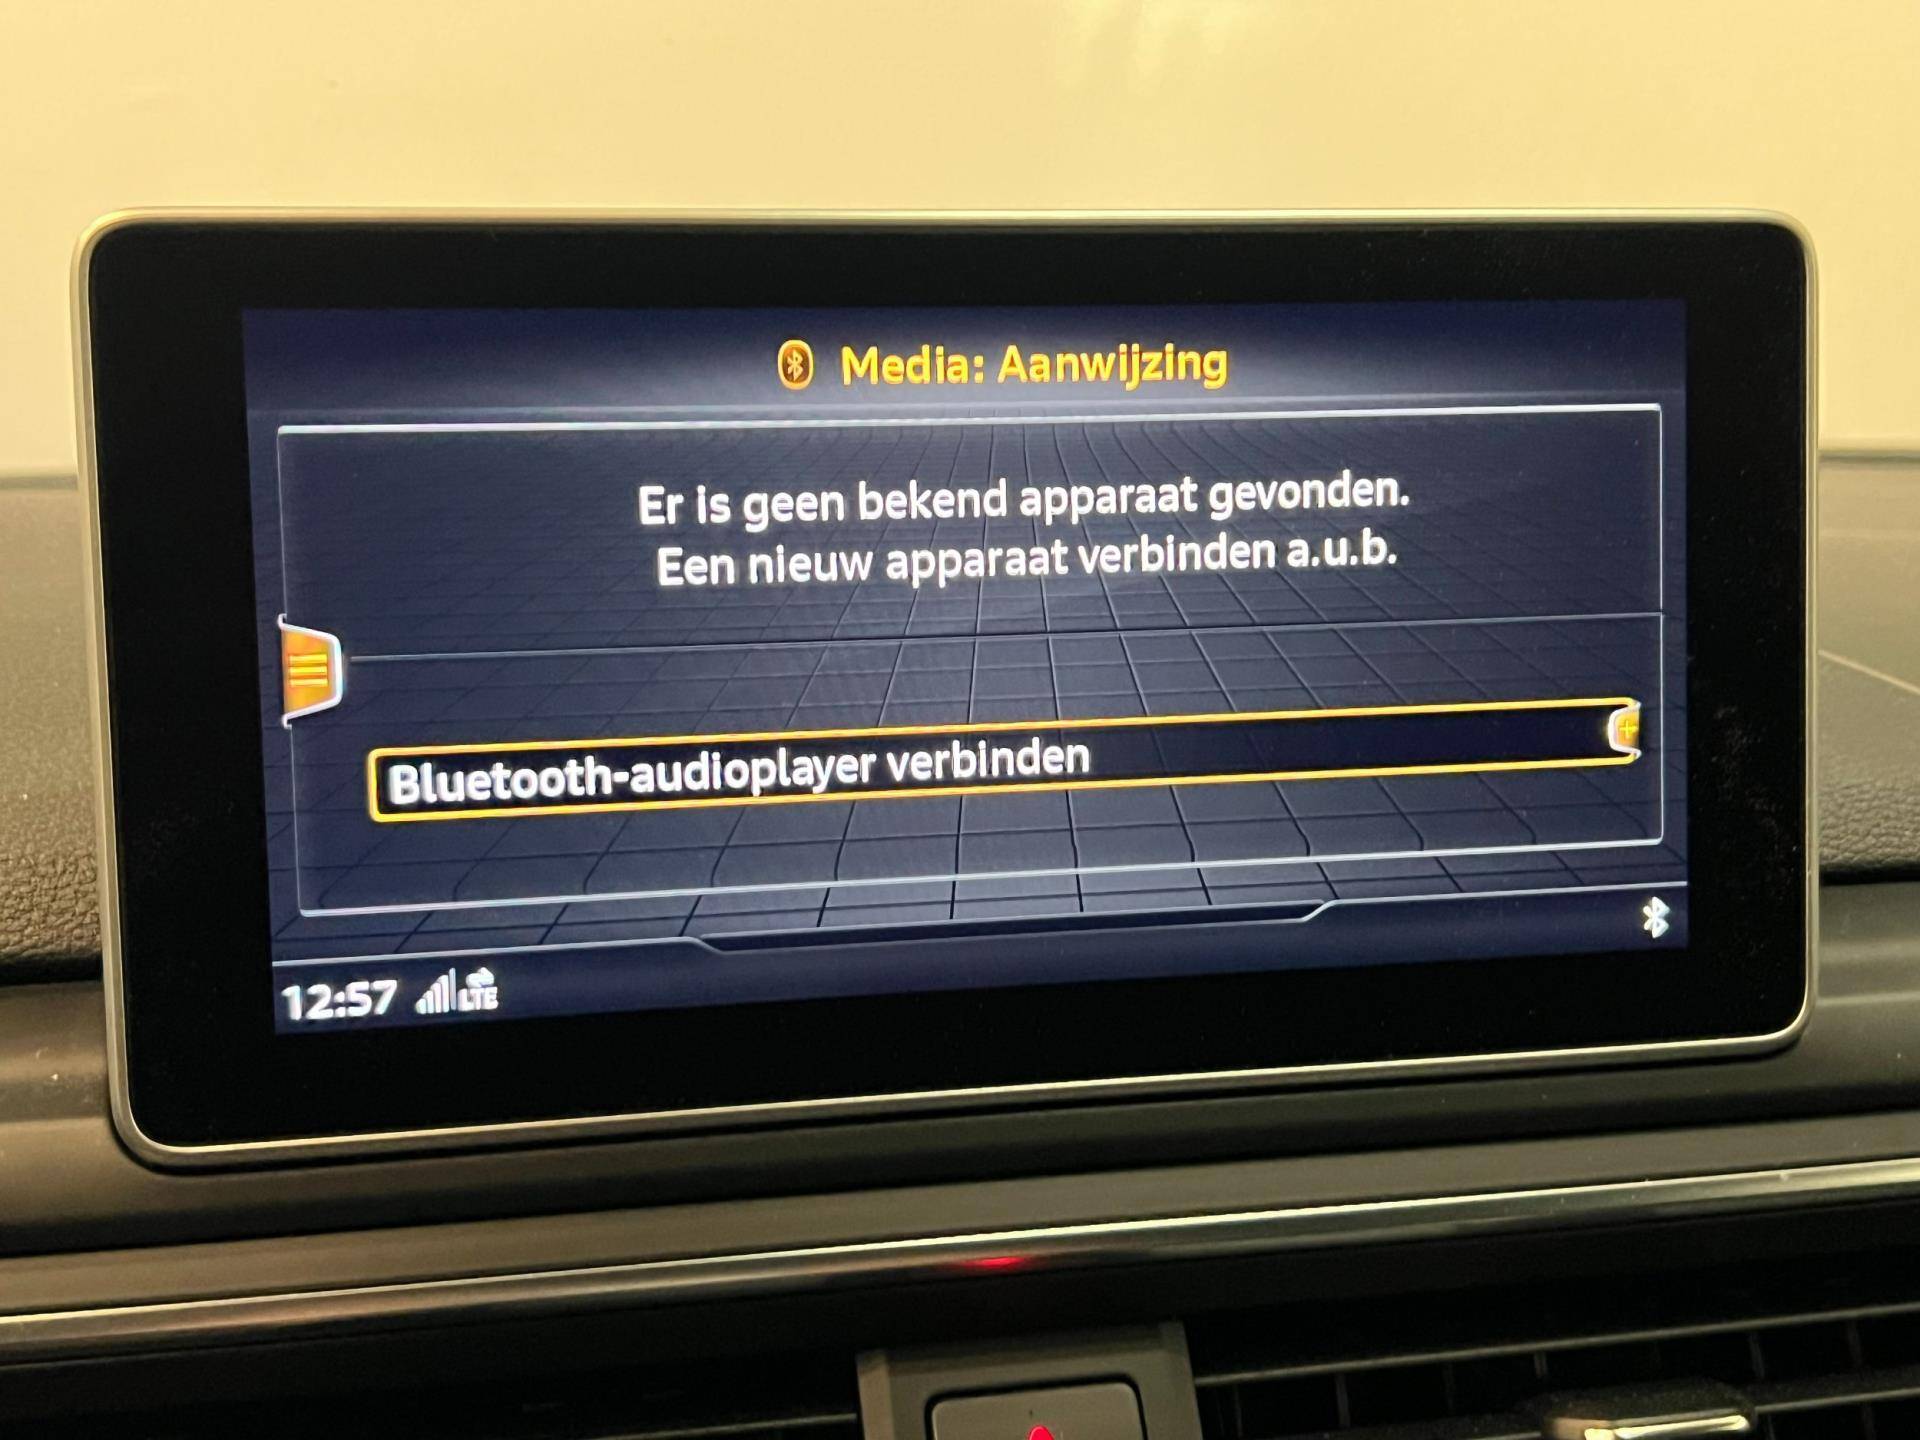 Media: Aanwijzing
Er is geen bekend apparaat gevonden.
Een nieuw apparaat verbinden a.u.b.
Bluetooth-audioplayer verbinden
12:57 LTE